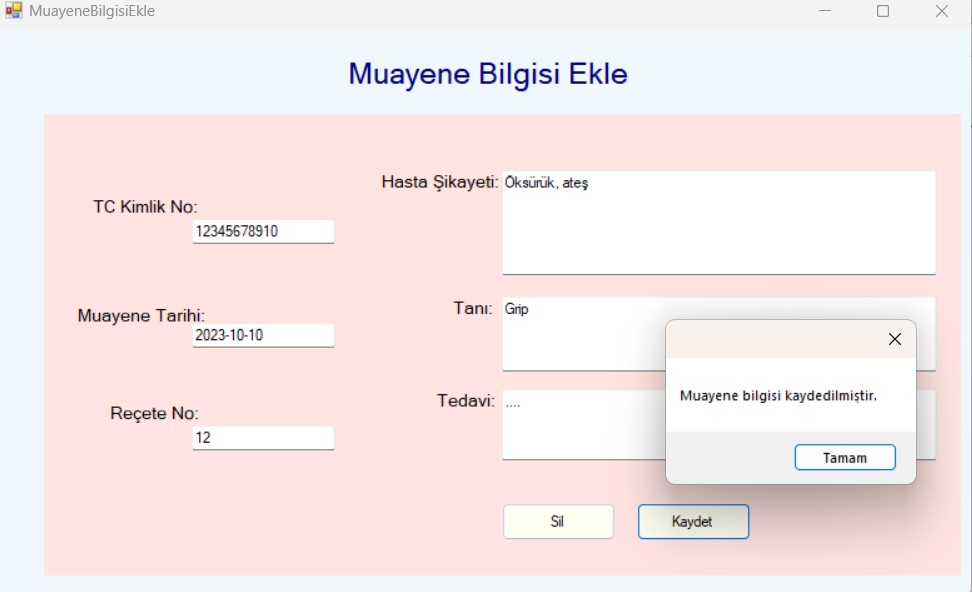 MuayeneBilgisiEkle
Muayene Bilgisi Ekle
TC Kimlik No:
12345678910
Muayene Tarihi:
2023-10-10
Reçete No:
12
Hasta Şikayeti: Öksürük, ateş
Tanı: Grip
Tedavi: ....
Muayene bilgisi kaydedilmiştir.
Tamam
Sil
Kaydet